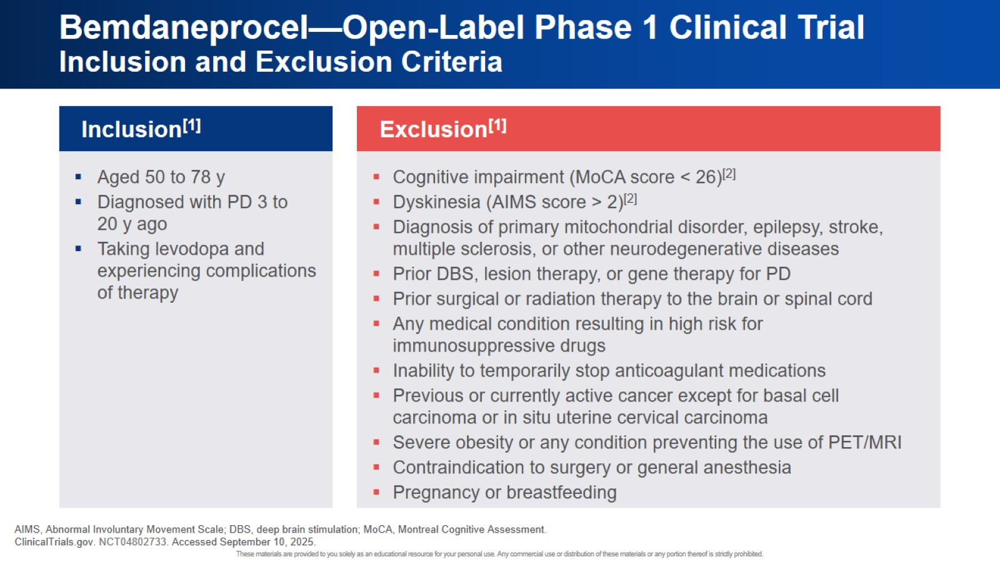 Bemdaneprocel—Open-Label Phase 1 Clinical Trial
Inclusion and Exclusion Criteria
Inclusion[1]
▪ Aged 50 to 78 y
▪ Diagnosed with PD 3 to
20 y ago
▪ Taking levodopa and
experiencing complications
of therapy
Exclusion[1]
▪ Cognitive impairment (MoCA score < 26)[2]
▪ Dyskinesia (AIMS score > 2)[2]
▪ Diagnosis of primary mitochondrial disorder, epilepsy, stroke,
multiple sclerosis, or other neurodegenerative diseases
▪ Prior DBS, lesion therapy, or gene therapy for PD
▪ Prior surgical or radiation therapy to the brain or spinal cord
▪ Any medical condition resulting in high risk for
immunosuppressive drugs
▪ Inability to temporarily stop anticoagulant medications
▪ Previous or currently active cancer except for basal cell
carcinoma or in situ uterine cervical carcinoma
▪ Severe obesity or any condition preventing the use of PET/MRI
▪ Contraindication to surgery or general anesthesia
▪ Pregnancy or breastfeeding
AIMS, Abnormal Involuntary Movement Scale; DBS, deep brain stimulation; MoCA, Montreal Cognitive Assessment.
ClinicalTrials.gov. NCT04802733. Accessed September 10, 2025.
These materials are provided to you solely as an educational resource for your personal use. Any commercial use or distribution of these materials or any portion thereof is strictly prohibited.